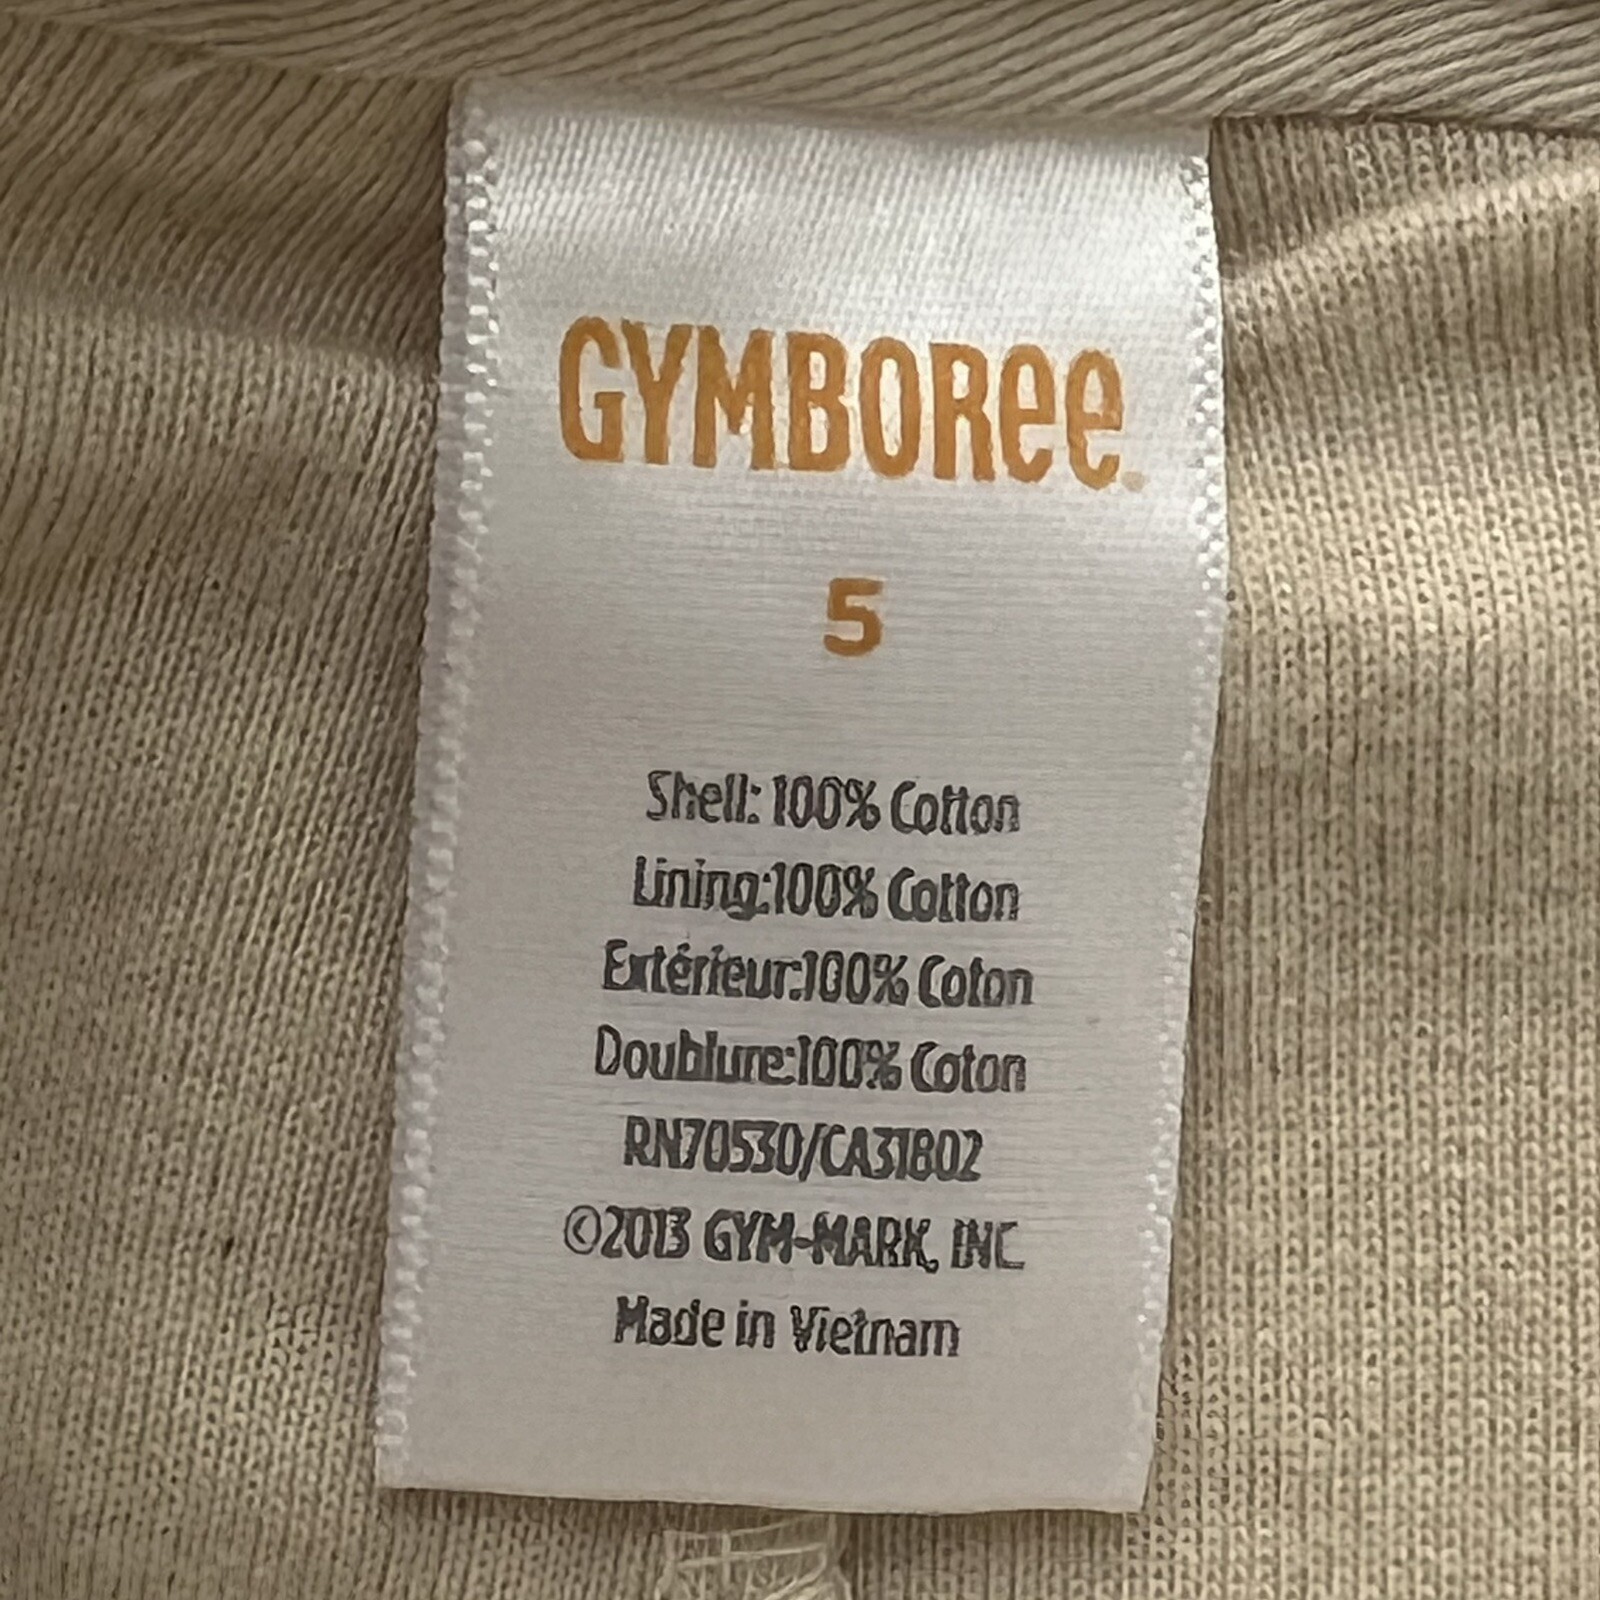 GYMBOREE
5
Shell: 100% Cotton
Lining:100% Cotton
Extérieur:100% Coton
Doublure:100% Coton
RN70530/CA31802
©2013 GYM-MARK, INC
Made in Vietnam